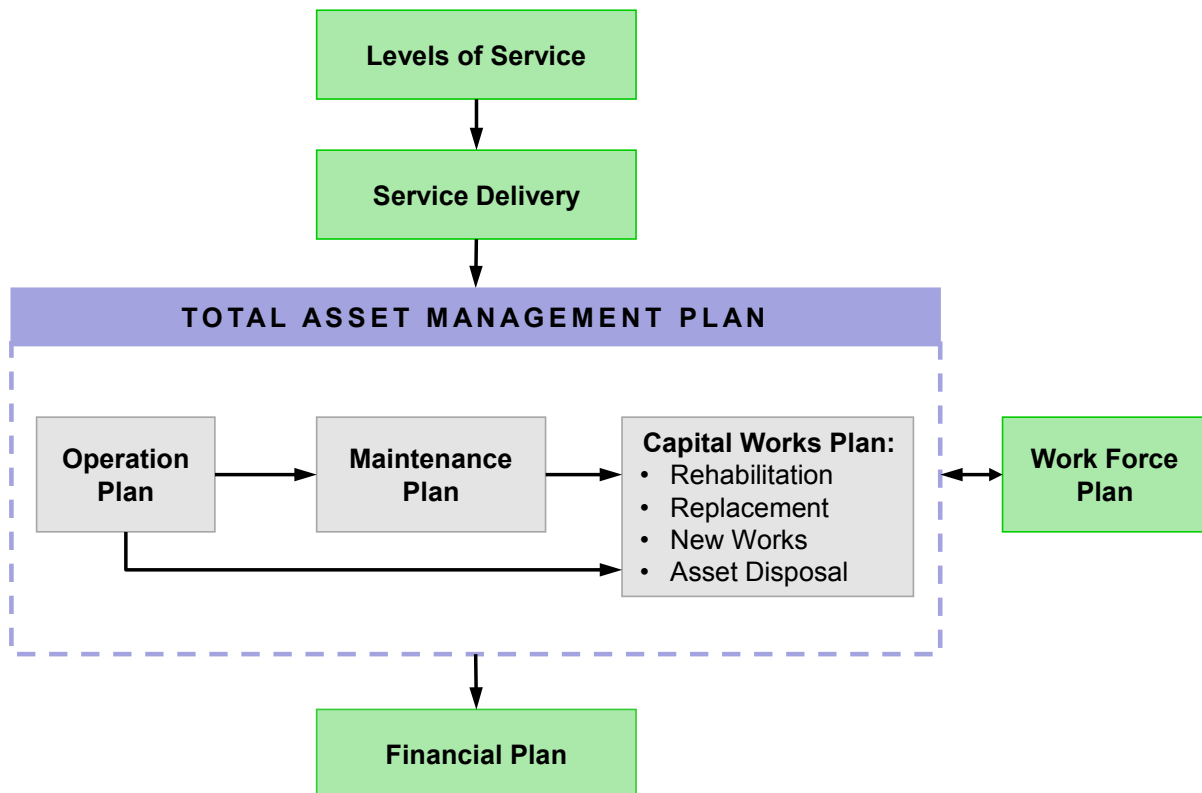 Levels of Service
Service Delivery
TOTAL ASSET MANAGEMENT PLAN
Operation
Plan
Maintenance
Plan
Capital Works Plan:
• Rehabilitation
• Replacement
• New Works
• Asset Disposal
Work Force
Plan
Financial Plan